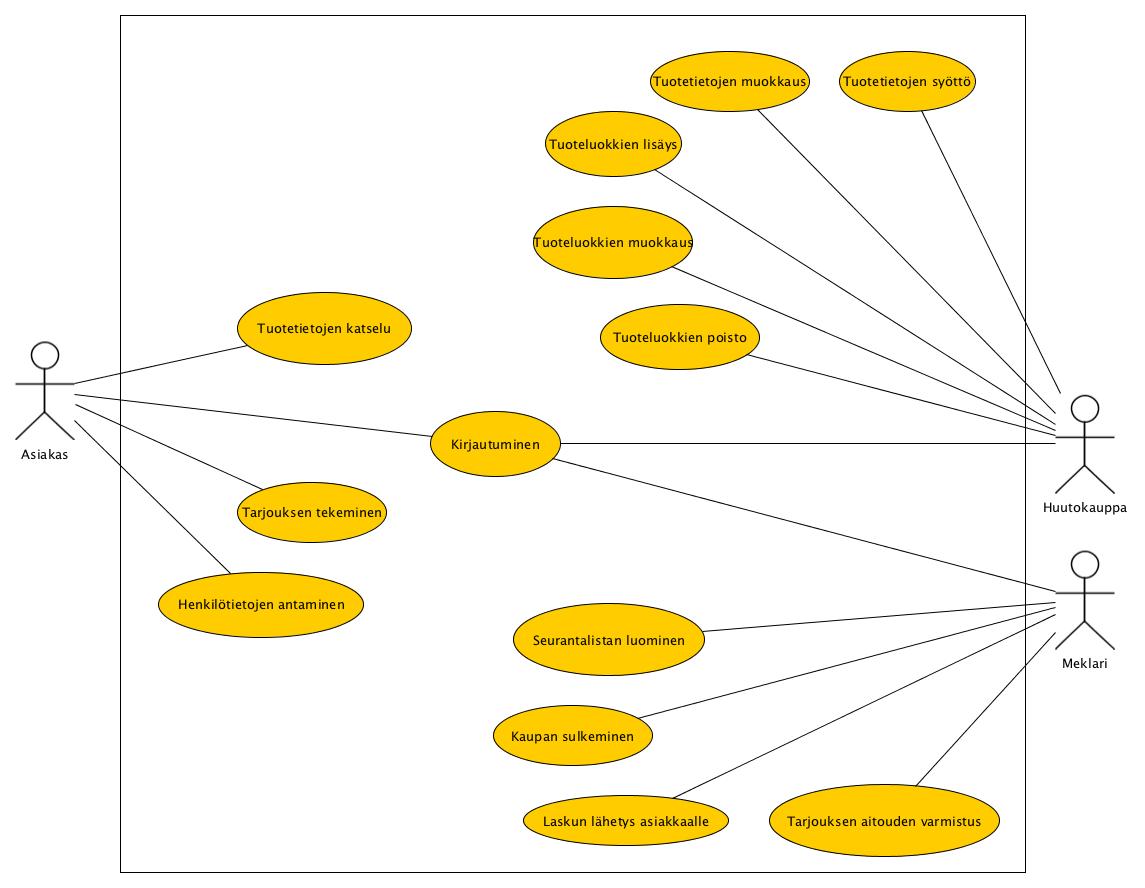 Tuotetietojen muokkaus
Tuotetietojen syöttö
Tuoteluokkien lisäys
Tuoteluokkien muokkaus
Tuotetietojen katselu
Tuoteluokkien poisto
Kirjautuminen
Asiakas
Huutokauppa
Tarjouksen tekeminen
Henkilötietojen antaminen
Seurantalistan luominen
Meklari
Kaupan sulkeminen
Laskun lähetys asiakkaalle
Tarjouksen aitouden varmistus